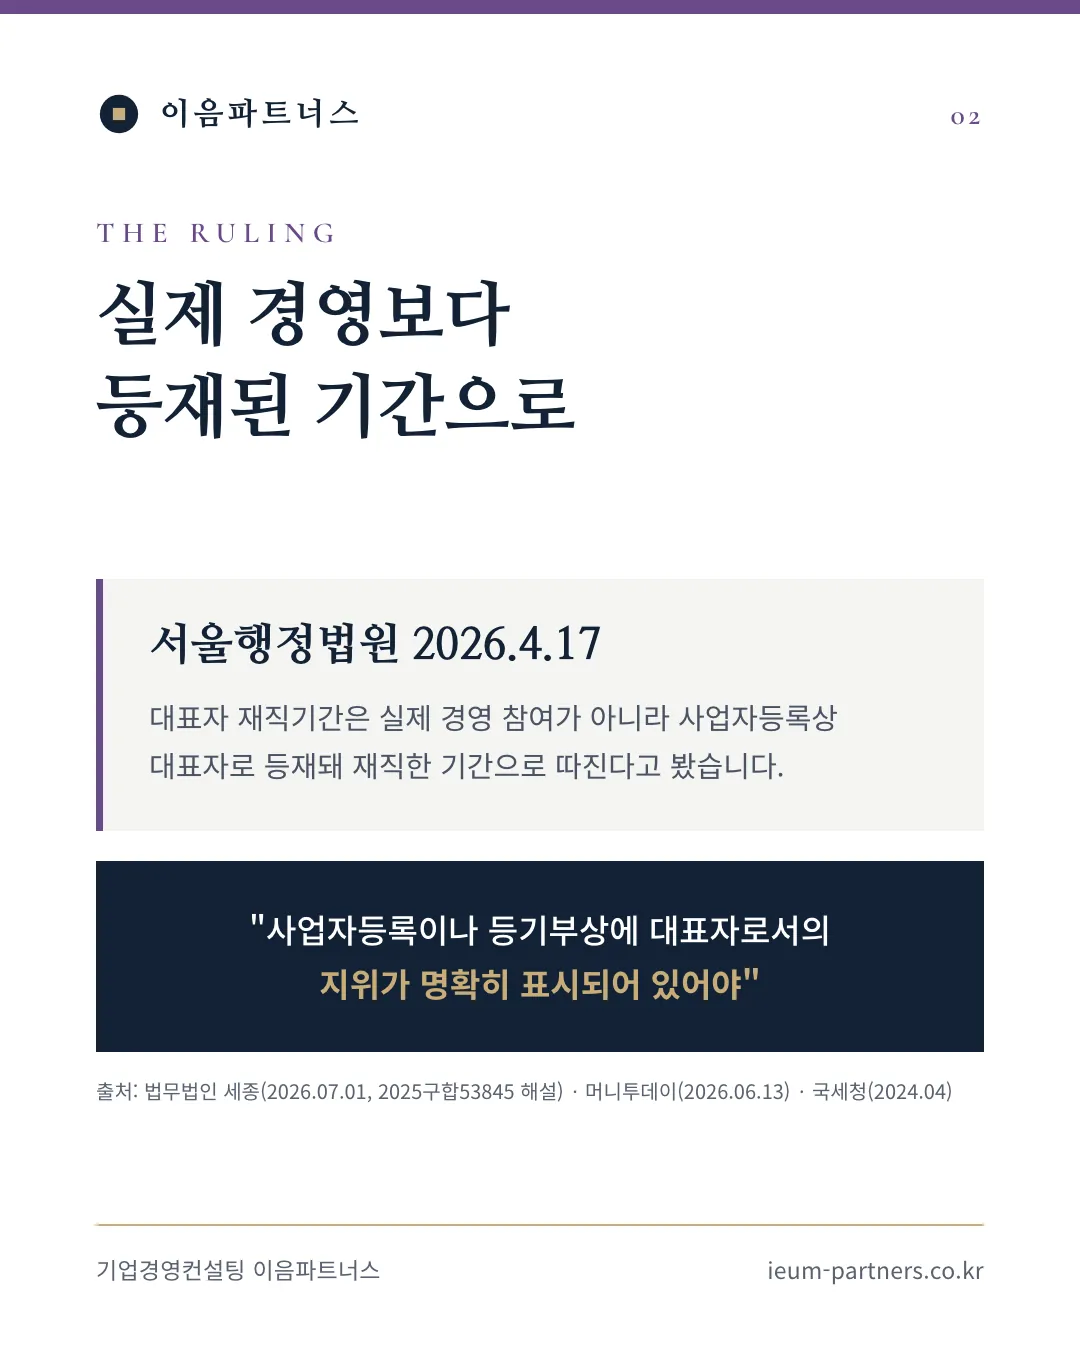 이음파트너스
02
THE RULING
실제 경영보다
등재된 기간으로
서울행정법원 2026.4.17
대표자 재직기간은 실제 경영 참여가 아니라 사업자등록상
대표자로 등재돼 재직한 기간으로 따진다고 봤습니다.
"사업자등록이나 등기부상에 대표자로서의
지위가 명확히 표시되어 있어야"
출처: 법무법인 세종(2026.07.01, 2025구합53845 해설) · 머니투데이(2026.06.13) · 국세청(2024.04)
기업경영컨설팅 이음파트너스
ieum-partners.co.kr